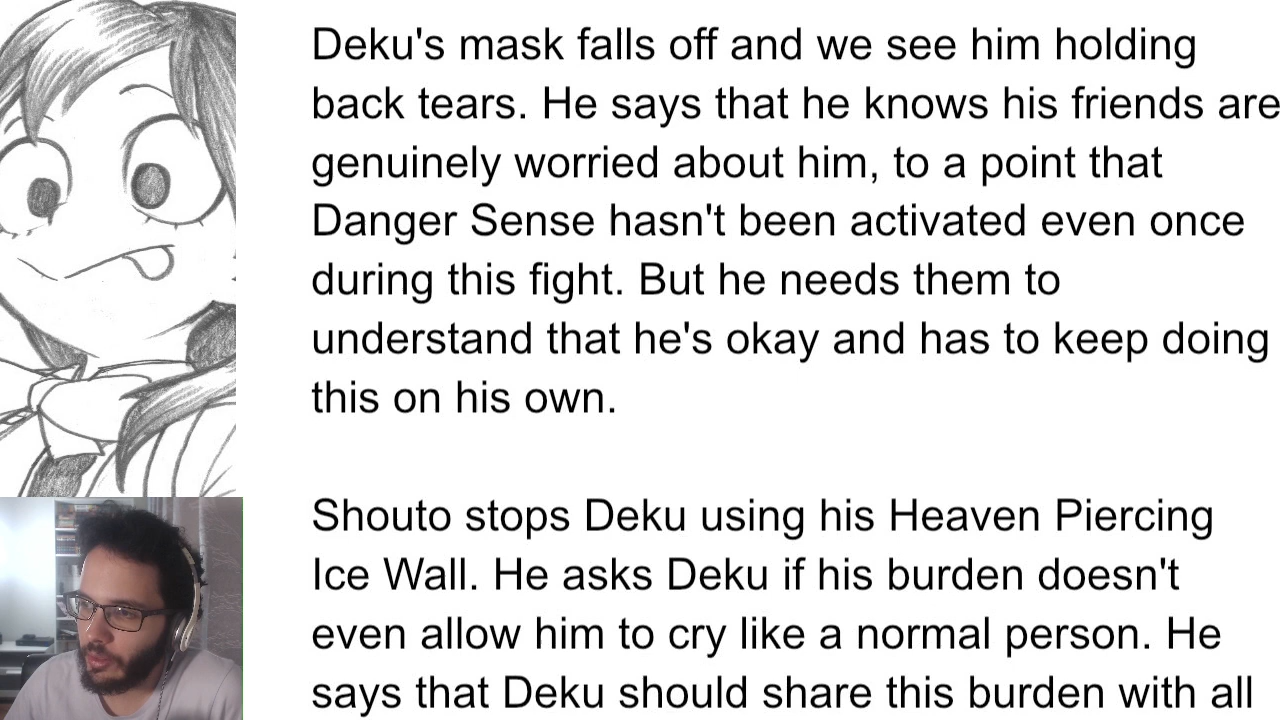 Deku's mask falls off and we see him holding
back tears. He says that he knows his friends are
genuinely worried about him, to a point that
Danger Sense hasn't been activated even once
during this fight. But he needs them to
understand that he's okay and has to keep doing
this on his own.
Shouto stops Deku using his Heaven Piercing
Ice Wall. He asks Deku if his burden doesn't
even allow him to cry like a normal person. He
says that Deku should share this burden with all